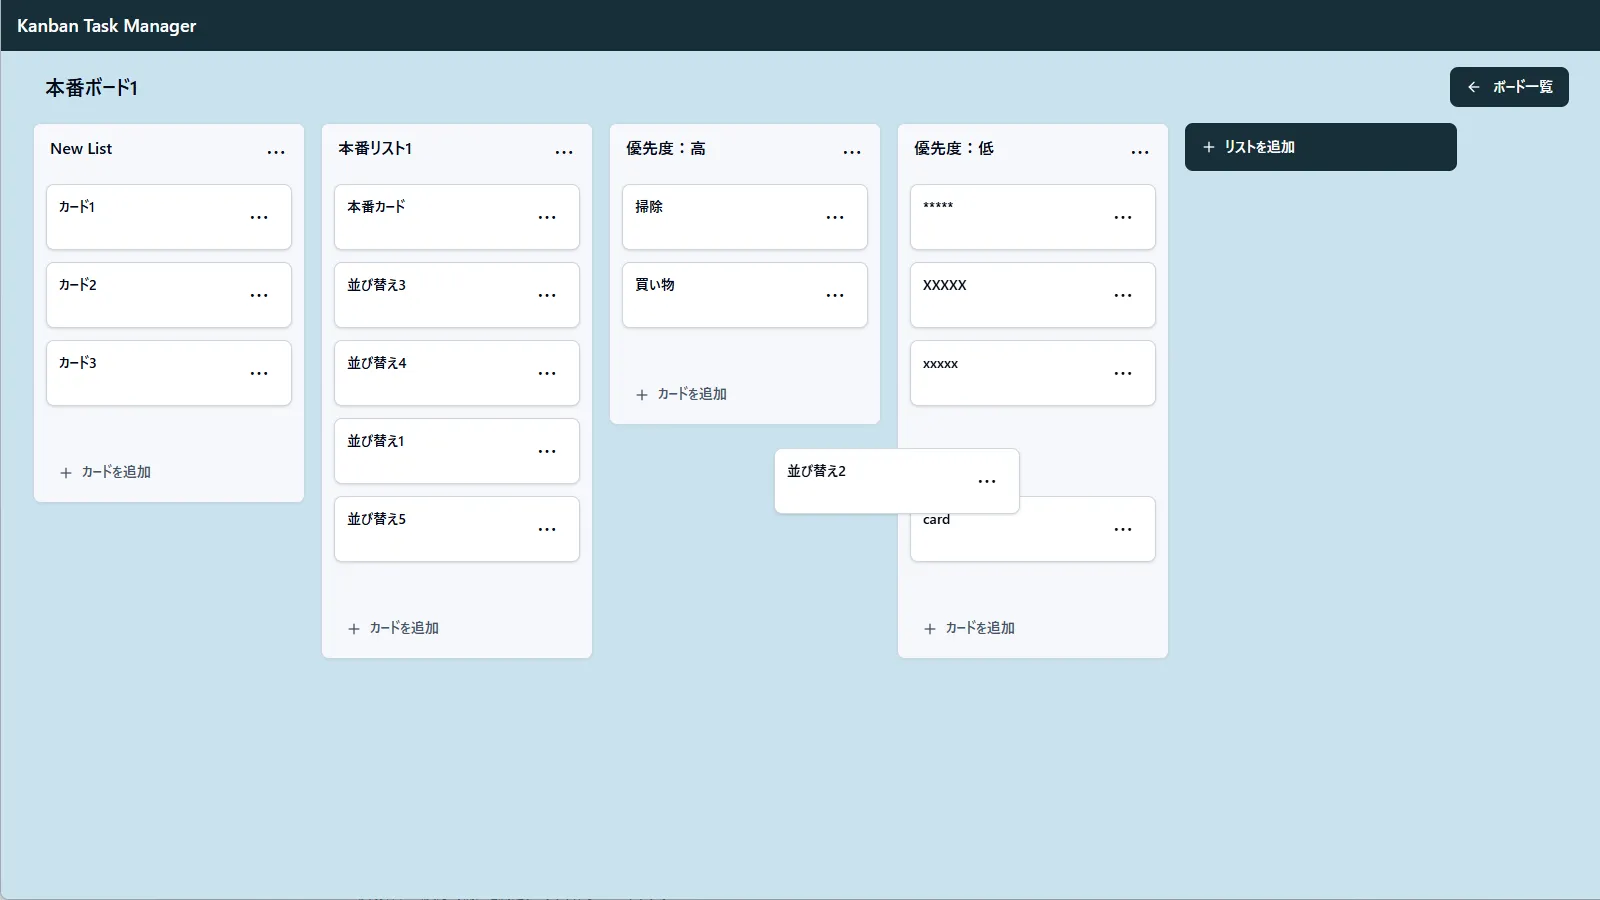 Kanban Task Manager
本番ボード1
ボード一覧
New List
カード1
カード2
カード3
カードを追加
本番リスト1
本番カード
並び替え3
並び替え4
並び替え1
並び替え5
カードを追加
優先度：高
掃除
買い物
カードを追加
並び替え2
優先度：低
*****
XXXXX
xxxxx
card
カードを追加
リストを追加